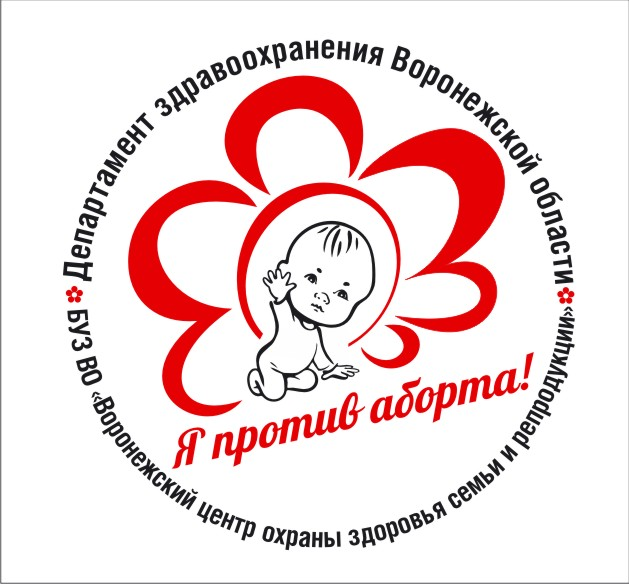 Департамент здравоохранения Воронежской области
Я против аборта!
БУЗ ВО «Воронежский центр охраны здоровья семьи и репродукции»